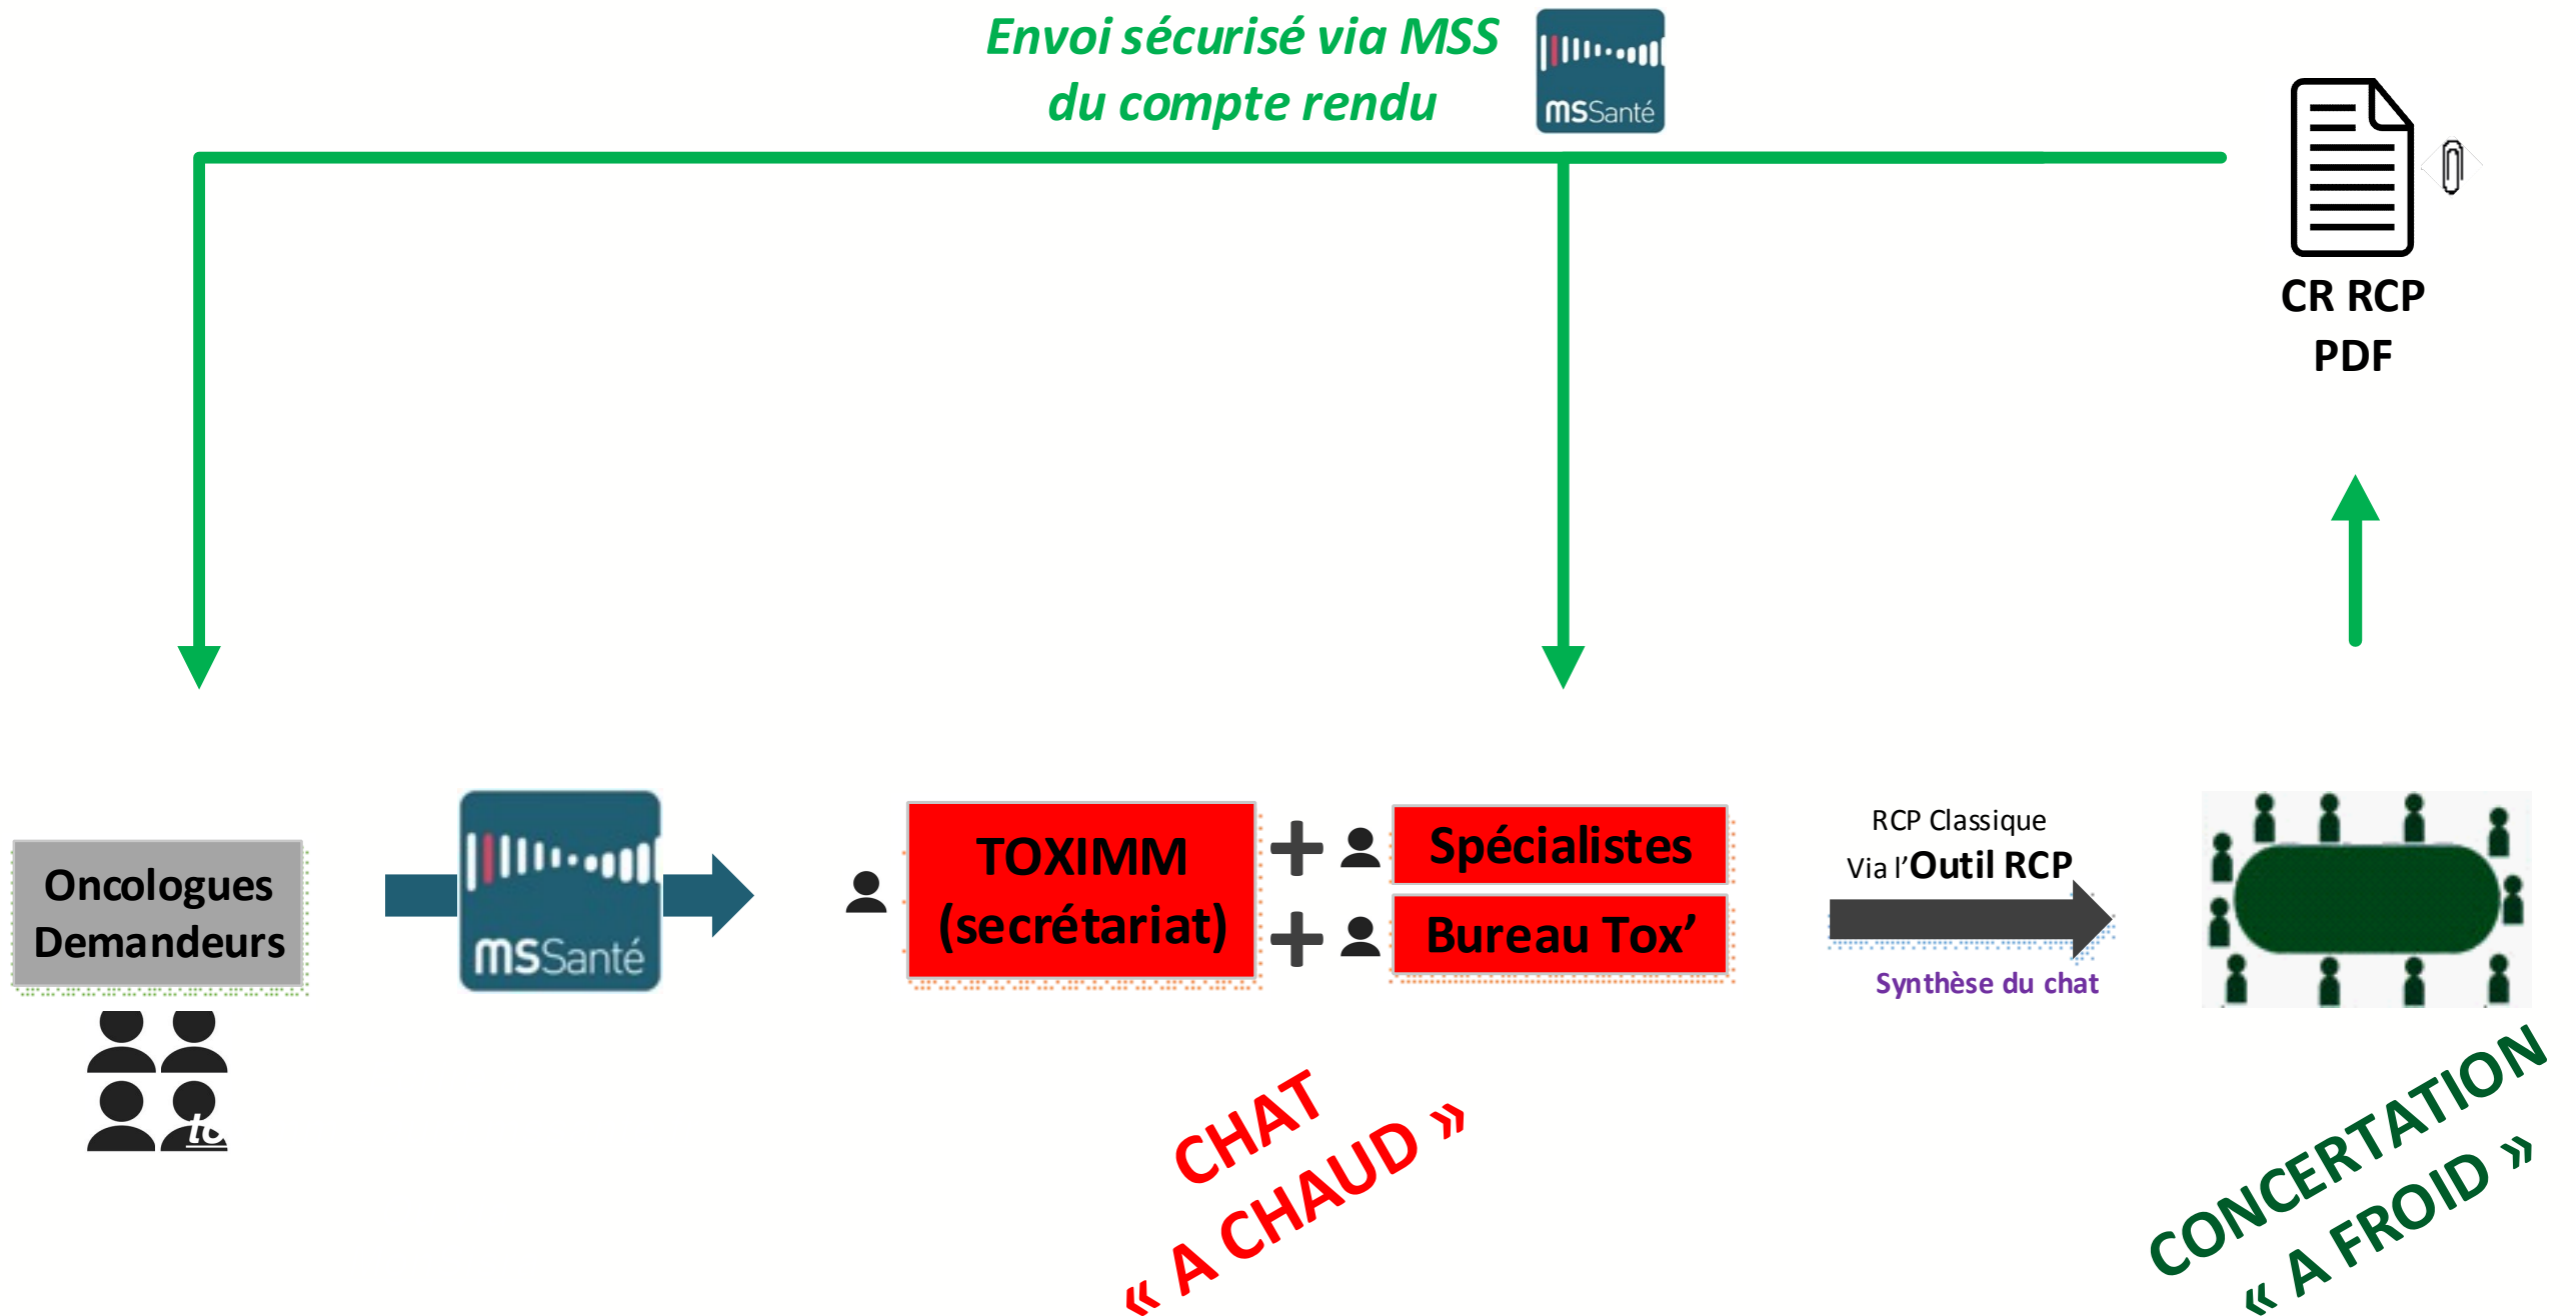 Envoi sécurisé via MSS
du compte rendu
msSanté
CR RCP
PDF
Oncologues
Demandeurs
msSanté
TOXIMM
(secrétariat)
Spécialistes
Bureau Tox’
RCP Classique
Via l’Outil RCP
Synthèse du chat
CHAT
« A CHAUD »
CONCERTATION
« A FROID »